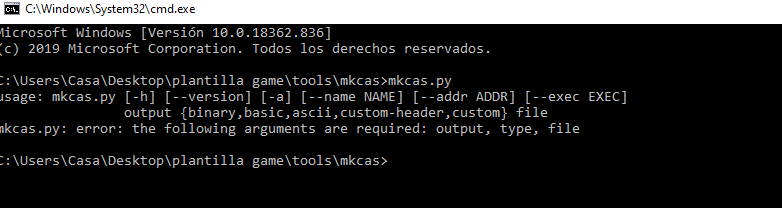 C:\Windows\System32\cmd.exe
Microsoft Windows [Versión 10.0.18362.836]
(c) 2019 Microsoft Corporation. Todos los derechos reservados.
C:\Users\Casa\Desktop\plantilla game\tools\mkcas>mkcas.py
usage: mkcas.py [-h] [--version] [-a] [--name NAME] [--addr ADDR] [--exec EXEC]
output {binary,basic,ascii,custom-header,custom} file
mkcas.py: error: the following arguments are required: output, type, file
C:\Users\Casa\Desktop\plantilla game\tools\mkcas>